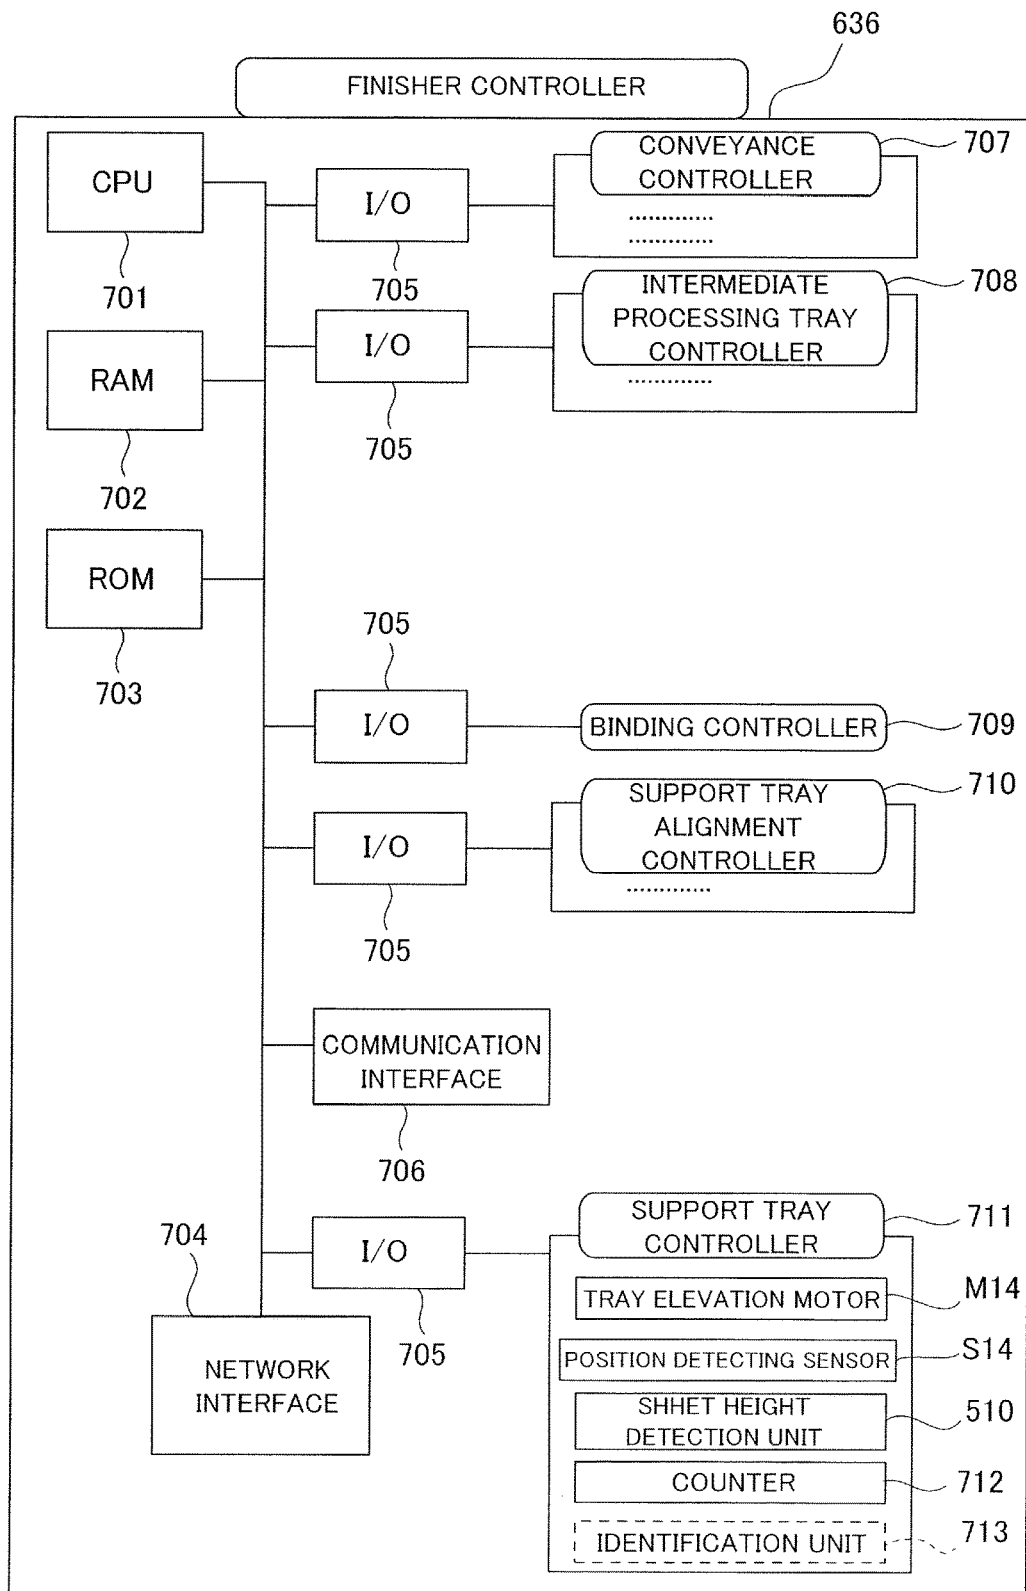 636
FINISHER CONTROLLER
CPU
701
I/O
705
CONVEYANCE
CONTROLLER
.............
.............
707
RAM
702
I/O
705
INTERMEDIATE
PROCESSING TRAY
CONTROLLER
.............
708
ROM
703
705
I/O
BINDING CONTROLLER
709
I/O
705
SUPPORT TRAY
ALIGNMENT
CONTROLLER
.............
710
COMMUNICATION
INTERFACE
706
704
NETWORK
INTERFACE
I/O
705
SUPPORT TRAY
CONTROLLER
711
TRAY ELEVATION MOTOR
M14
POSITION DETECTING SENSOR
S14
SHHET HEIGHT
DETECTION UNIT
510
COUNTER
712
IDENTIFICATION UNIT
713